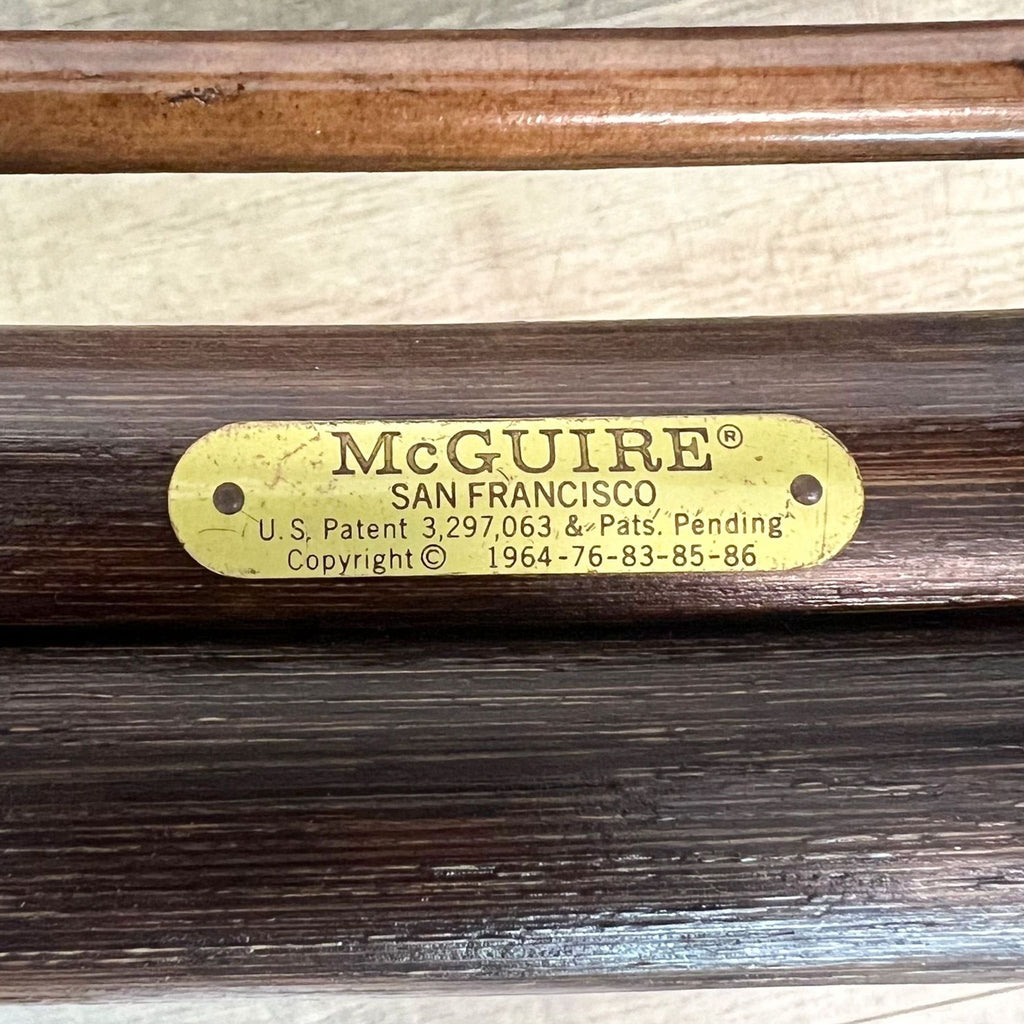 McGUIRE®
SAN FRANCISCO
U.S. Patent 3,297,063 & Pats. Pending
Copyright © 1964-76-83-85-86